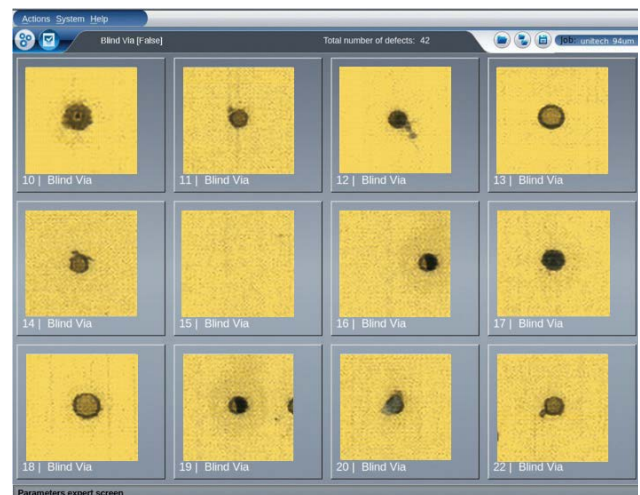 Actions System Help
Blind Via [False] Total number of defects: 42 Job: unitech 94um
10 | Blind Via 11 | Blind Via 12 | Blind Via 13 | Blind Via
14 | Blind Via 15 | Blind Via 16 | Blind Via 17 | Blind Via
18 | Blind Via 19 | Blind Via 20 | Blind Via 22 | Blind Via
Parameters expert screen